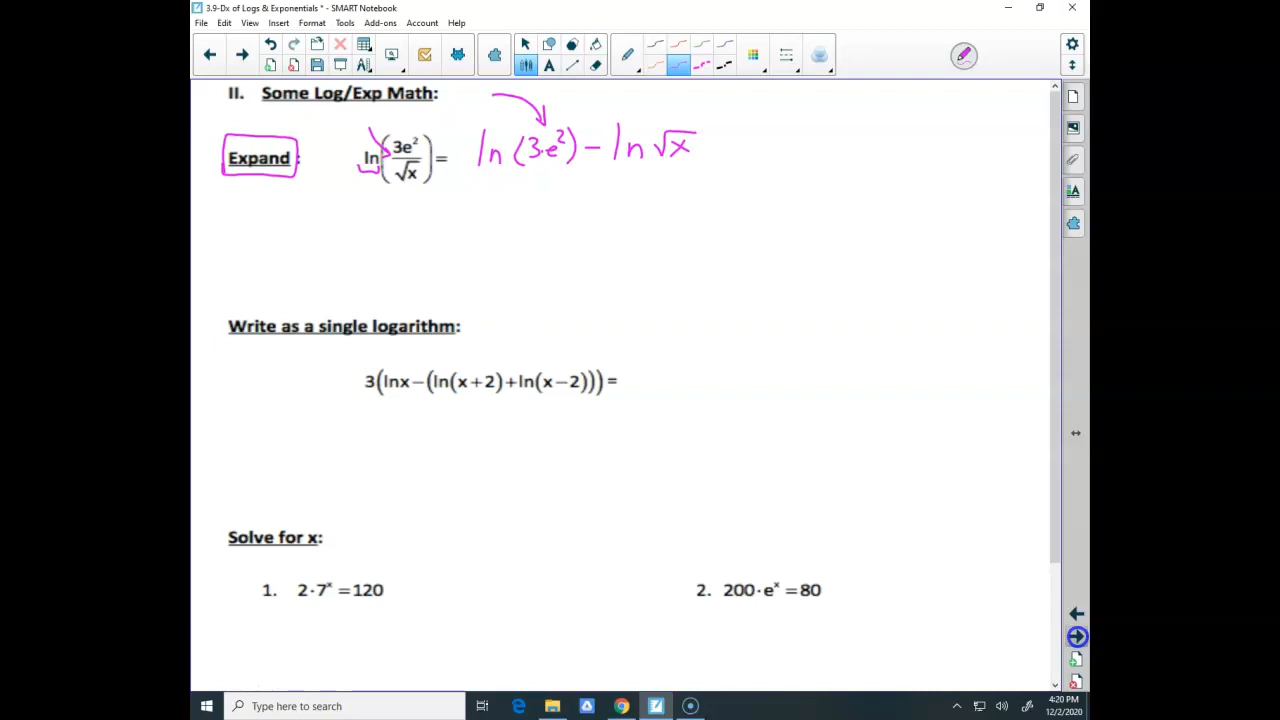 3.9-Dx of Logs & Exponentials * - SMART Notebook
File Edit View Insert Format Tools Add-ons Account Help
II. Some Log/Exp Math:
Expand: ln(3e²/√x) = ln(3·e²) − ln √x
Write as a single logarithm:
3(lnx−(ln(x+2)+ln(x−2)))=
Solve for x:
1. 2·7ˣ=120 2. 200·eˣ=80
Type here to search
4:20 PM
12/2/2020